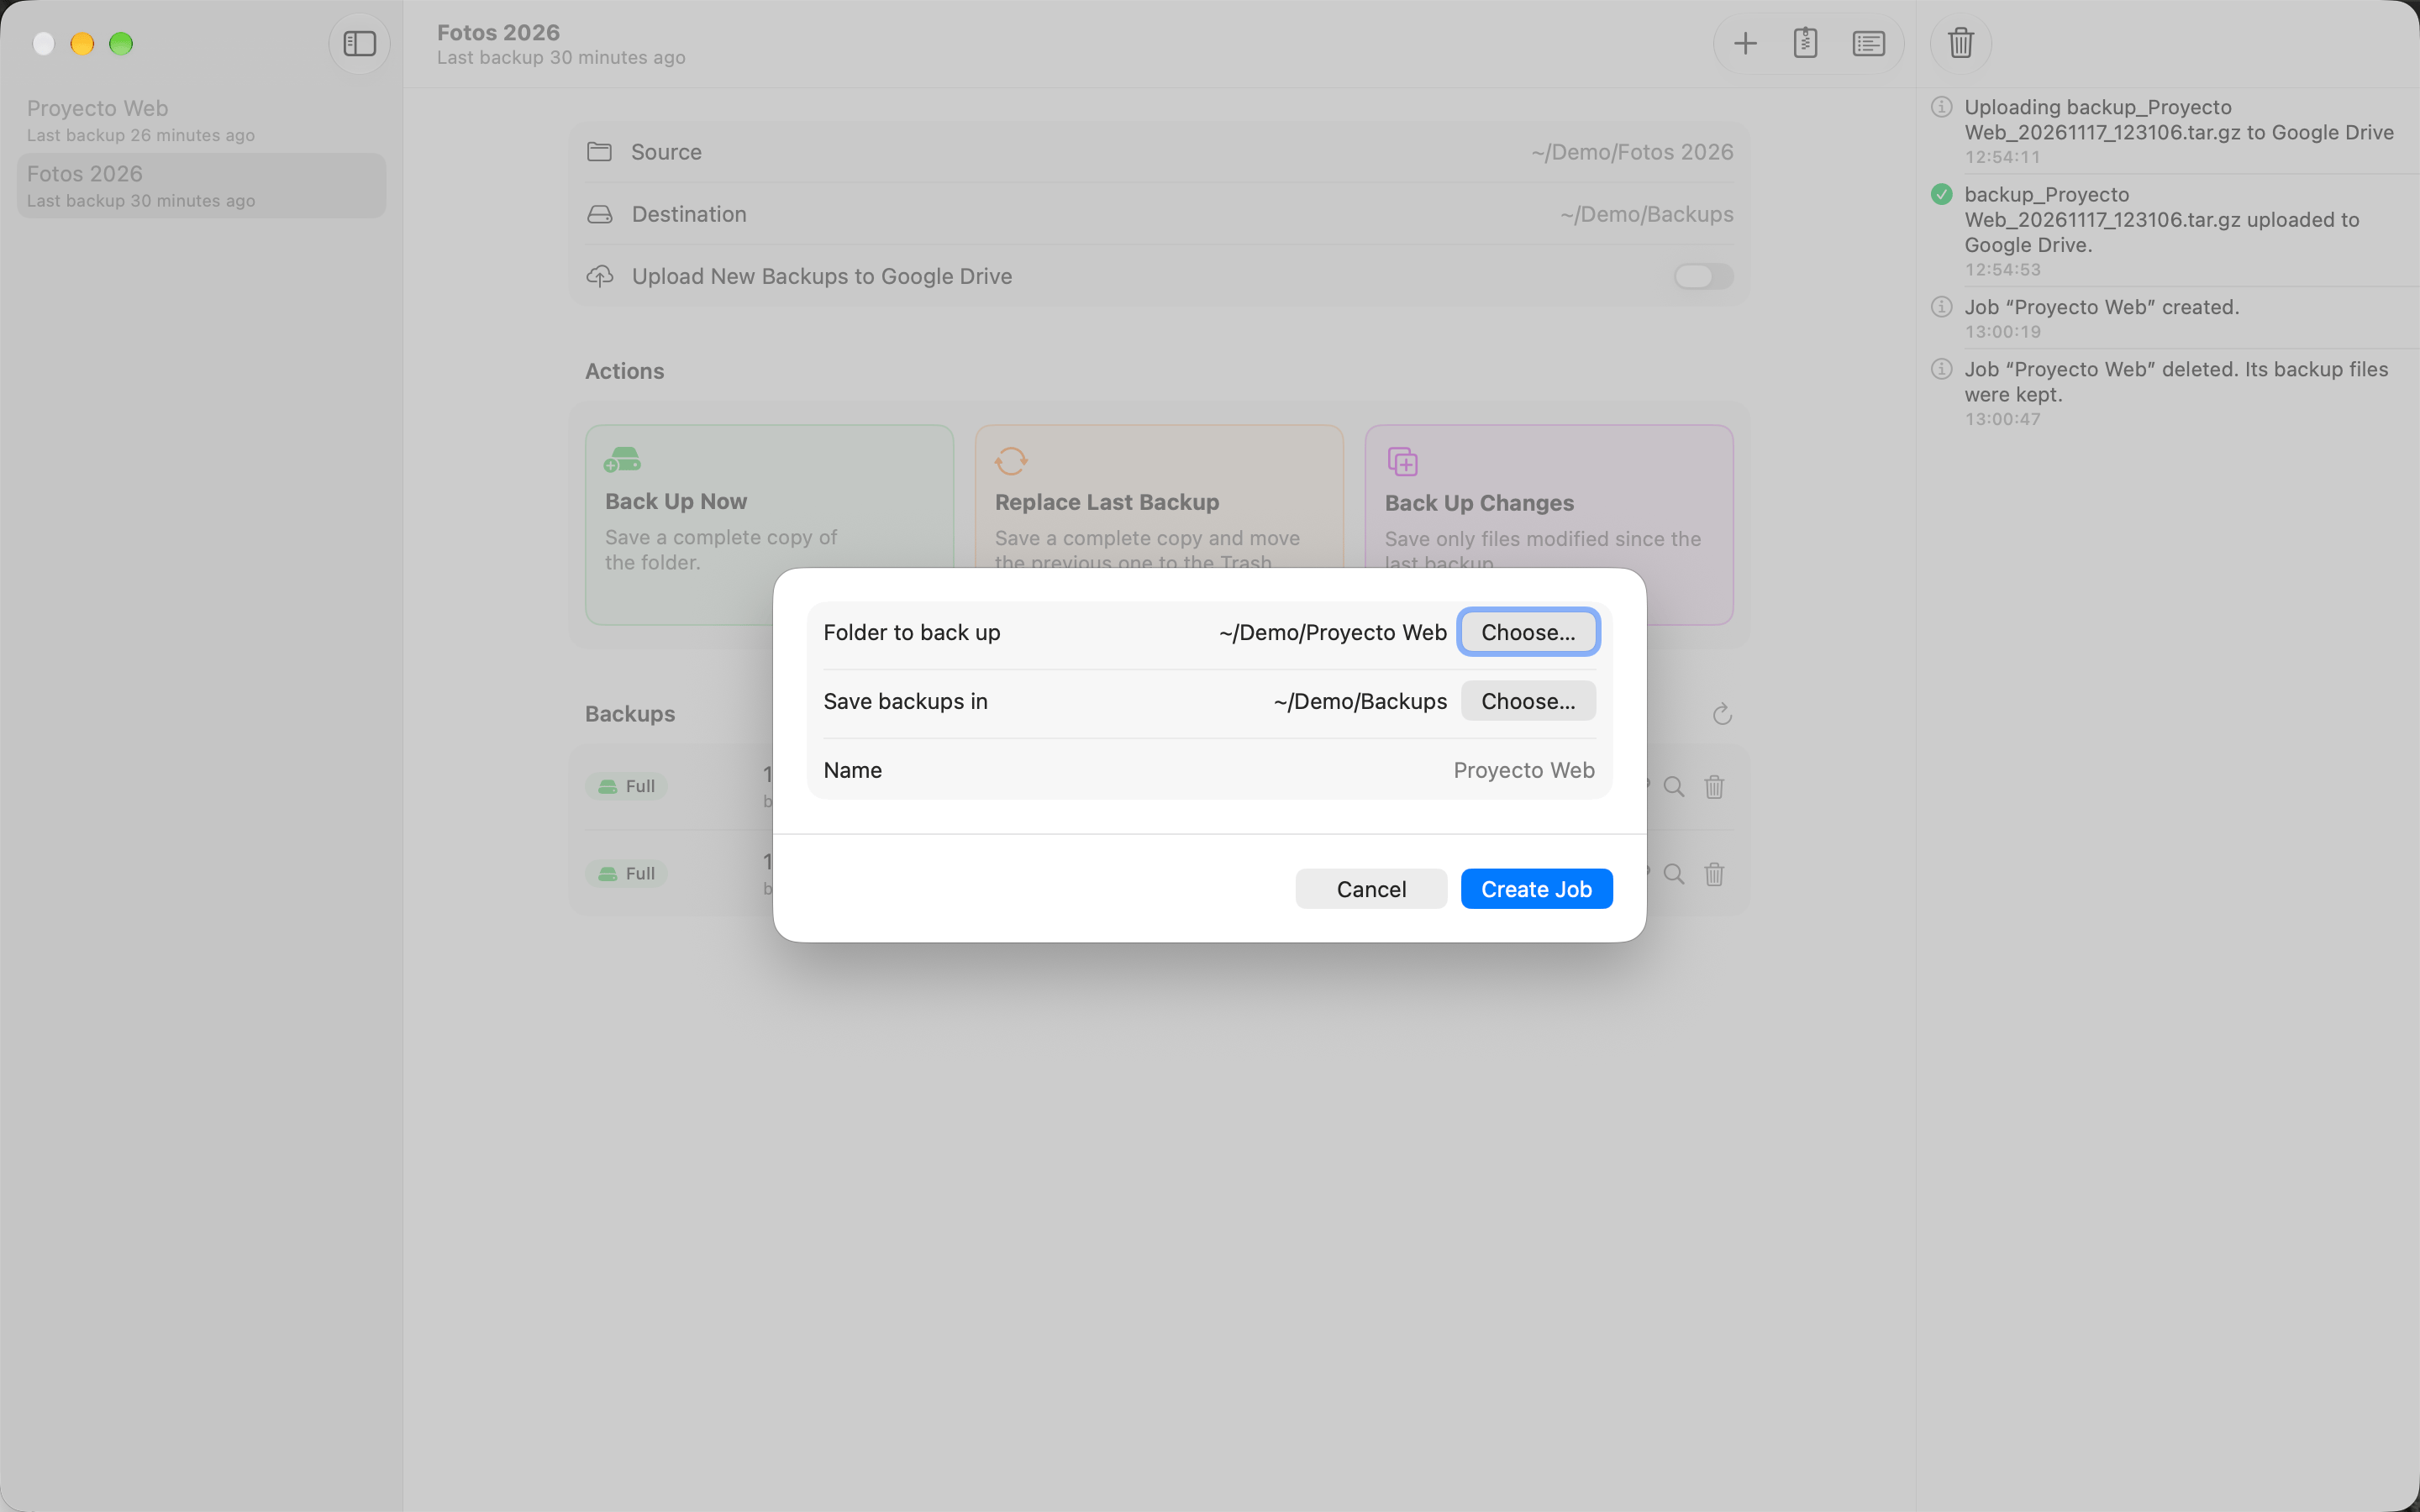 Proyecto Web
Last backup 26 minutes ago
Fotos 2026
Last backup 30 minutes ago
Fotos 2026
Last backup 30 minutes ago
Source
~/Demo/Fotos 2026
Destination
~/Demo/Backups
Upload New Backups to Google Drive
Actions
Back Up Now
Save a complete copy of
the folder.
Replace Last Backup
Save a complete copy and move
the previous one to the Trash
Back Up Changes
Save only files modified since the
last backup
Folder to back up
~/Demo/Proyecto Web
Choose...
Save backups in
~/Demo/Backups
Choose...
Name
Proyecto Web
Cancel
Create Job
Backups
Full
Full
Uploading backup_Proyecto
Web_20261117_123106.tar.gz to Google Drive
12:54:11
backup_Proyecto
Web_20261117_123106.tar.gz uploaded to
Google Drive.
12:54:53
Job “Proyecto Web” created.
13:00:19
Job “Proyecto Web” deleted. Its backup files
were kept.
13:00:47